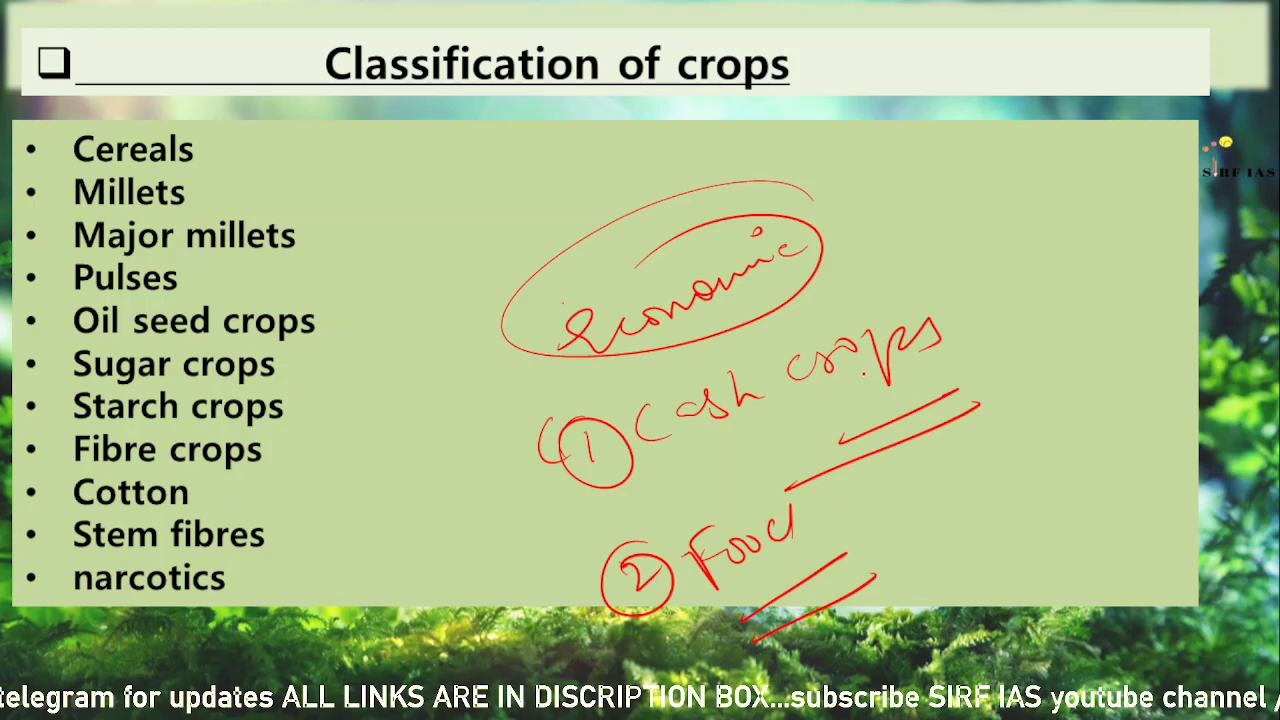 Classification of crops
SIRF IAS
• Cereals
• Millets
• Major millets
• Pulses
• Oil seed crops
• Sugar crops
• Starch crops
• Fibre crops
• Cotton
• Stem fibres
• narcotics
Economic
(1) Cash crops
(2) Food
telegram for updates ALL LINKS ARE IN DISCRIPTION BOX...subscribe SIRF IAS youtube channel /